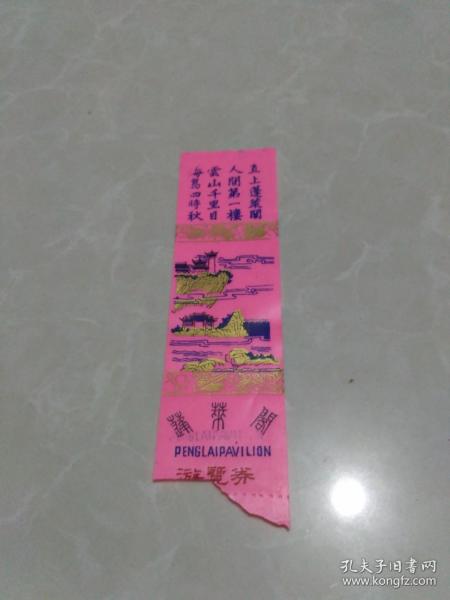 直上蓬萊閣
人間第一樓
雲山千里目
海島四時秋
蓬萊閣
PENGLAIPAVILION
游覽券
孔夫子旧书网
www.kongfz.com